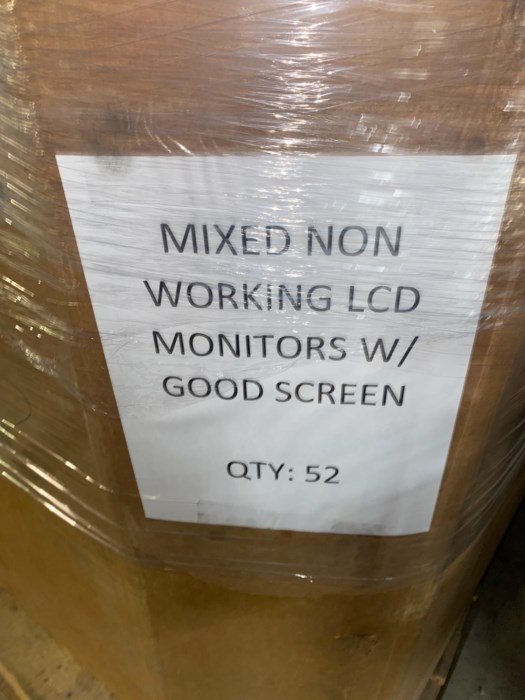 MIXED NON
WORKING LCD
MONITORS W/
GOOD SCREEN
QTY: 52